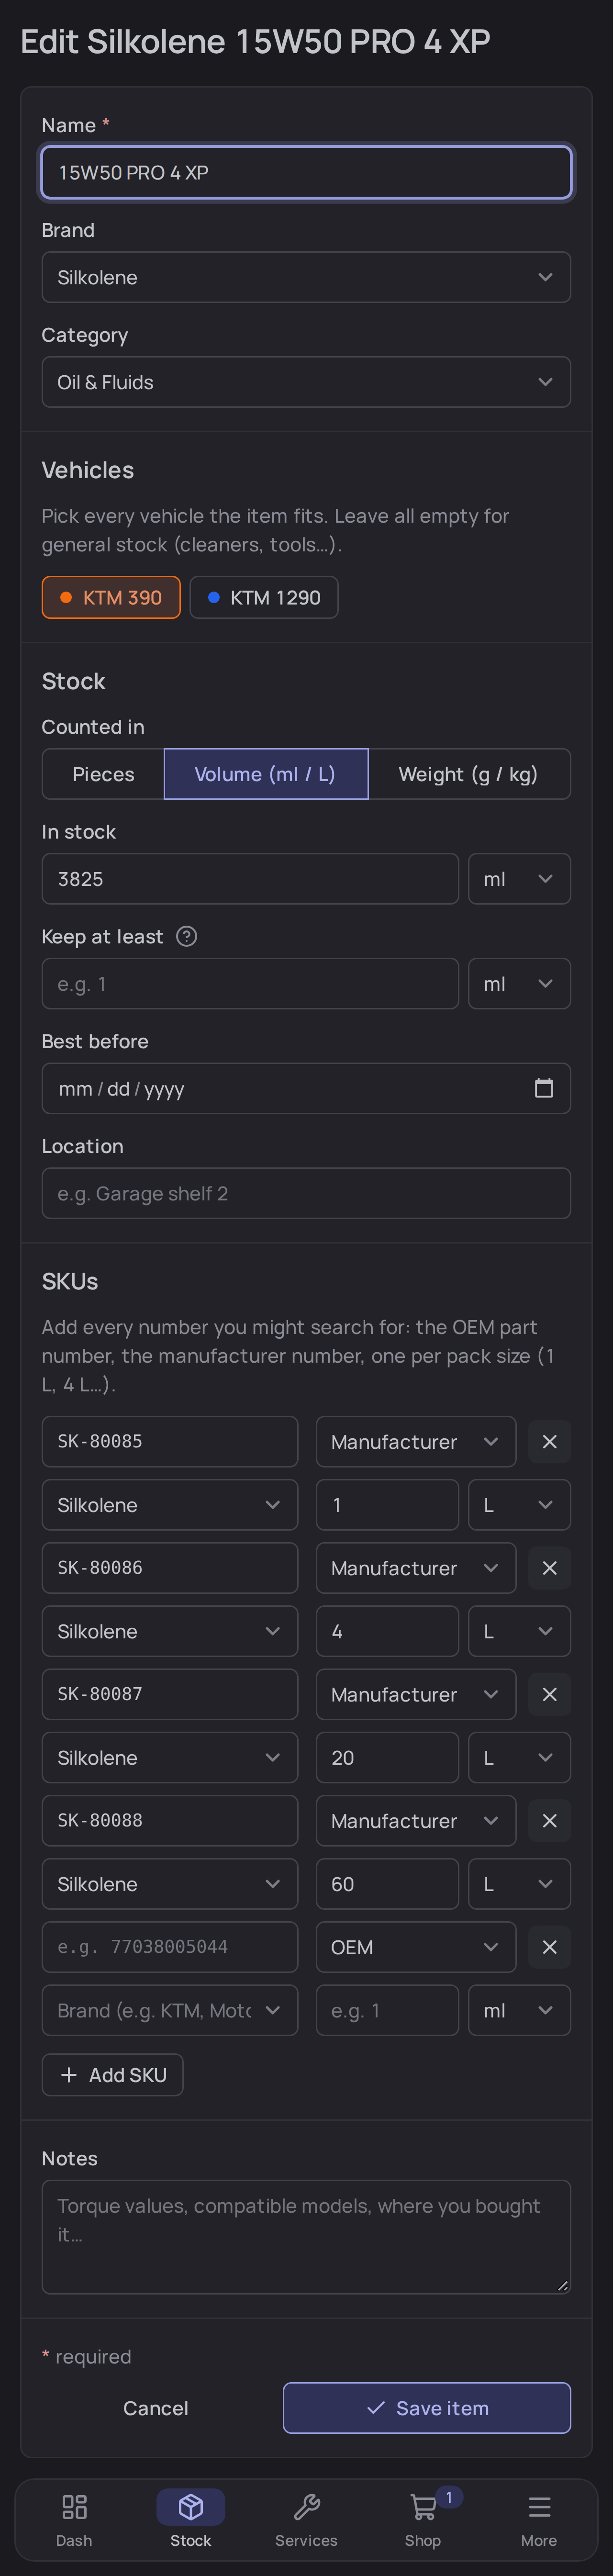 Edit Silkolene 15W50 PRO 4 XP
Name *
15W50 PRO 4 XP
Brand
Silkolene
Category
Oil & Fluids
Vehicles
Pick every vehicle the item fits. Leave all empty for
general stock (cleaners, tools…).
KTM 390
KTM 1290
Stock
Counted in
Pieces
Volume (ml / L)
Weight (g / kg)
In stock
3825
ml
Keep at least
e.g. 1
ml
Best before
mm/dd/yyyy
Location
e.g. Garage shelf 2
SKUs
Add every number you might search for: the OEM part
number, the manufacturer number, one per pack size (1
L, 4 L…).
SK-80085
Manufacturer
Silkolene
1
L
SK-80086
Manufacturer
Silkolene
4
L
SK-80087
Manufacturer
Silkolene
20
L
SK-80088
Manufacturer
Silkolene
60
L
e.g. 77038005044
OEM
Brand (e.g. KTM, Motc
e.g. 1
ml
Add SKU
Notes
Torque values, compatible models, where you bought
it…
* required
Cancel
Save item
1
Dash
Stock
Services
Shop
More